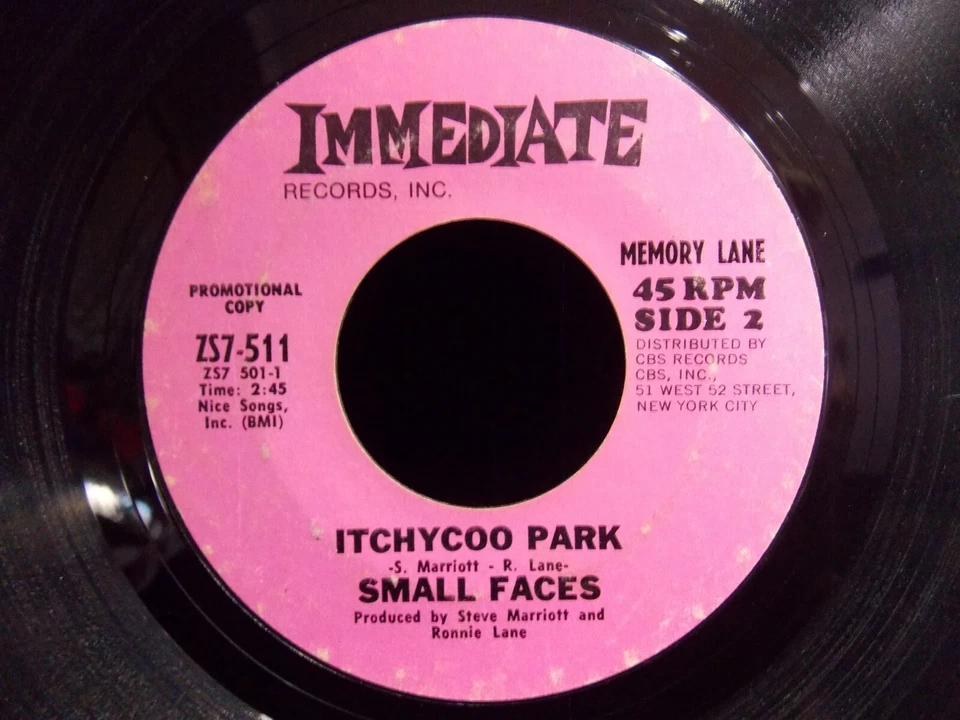 IMMEDIATE
RECORDS, INC.
PROMOTIONAL
COPY
ZS7-511
ZS7 501-1
Time: 2:45
Nice Songs,
Inc. (BMI)
MEMORY LANE
45 RPM
SIDE 2
DISTRIBUTED BY
CBS RECORDS
CBS, INC.,
51 WEST 52 STREET,
NEW YORK CITY
ITCHYCOO PARK
-S. Marriott - R. Lane-
SMALL FACES
Produced by Steve Marriott and
Ronnie Lane